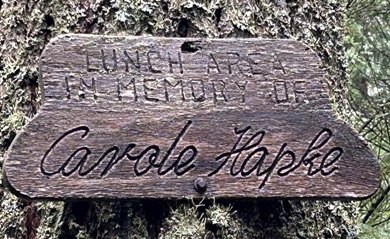 LUNCH AREA
IN MEMORY OF
Carole Hapke